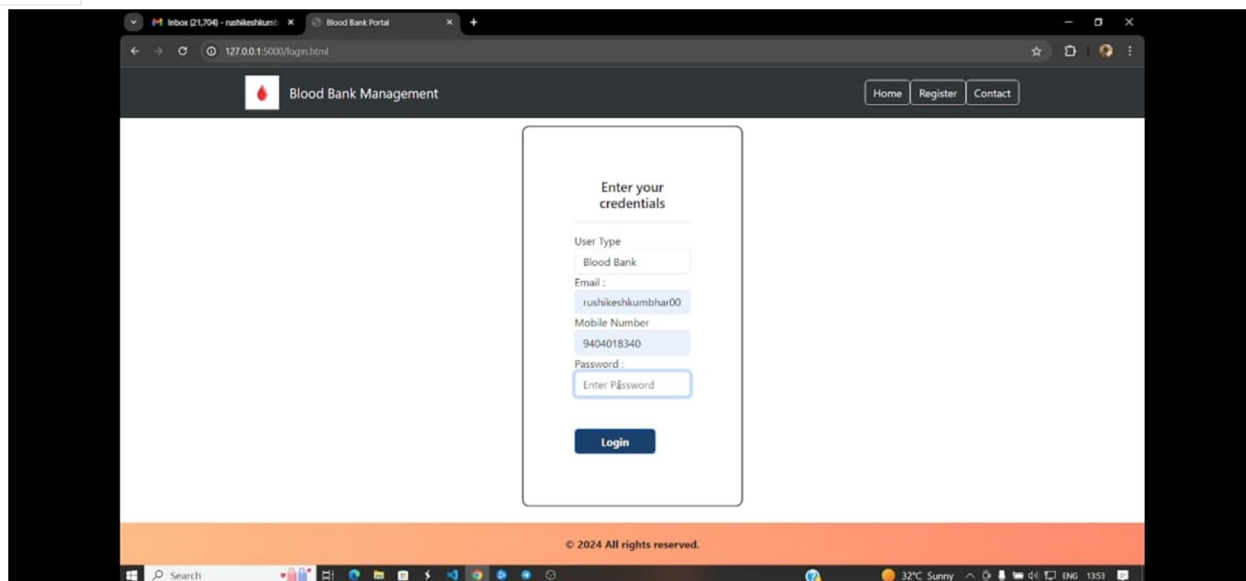 Inbox (21,704) - rushikeshkumb
Blood Bank Portal
127.0.0.1:5000/login.html
Blood Bank Management
Home
Register
Contact
Enter your
credentials
User Type
Blood Bank
Email :
rushikeshkumbhar00
Mobile Number
9404018340
Password :
Enter Password
Login
© 2024 All rights reserved.
Search
32°C Sunny
ENG
1353